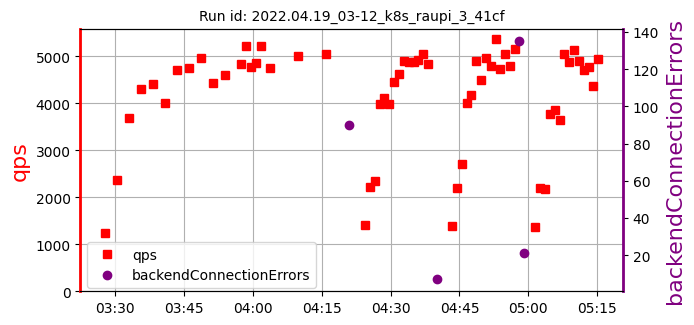 Run id: 2022.04.19_03-12_k8s_raupi_3_41cf
qps
5000
4000
3000
2000
1000
0
140
120
100
80
60
40
20
backendConnectionErrors
qps
backendConnectionErrors
03:30 03:45 04:00 04:15 04:30 04:45 05:00 05:15